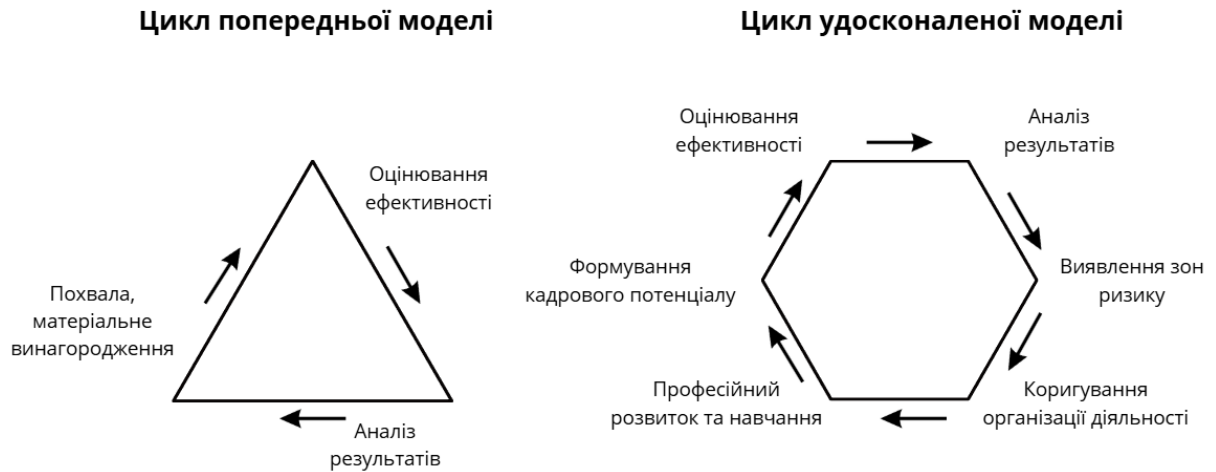 Цикл попередньої моделі
Оцінювання
ефективності
Похвала,
матеріальне
винагородження
Аналіз
результатів
Цикл удосконаленої моделі
Оцінювання
ефективності
Аналіз
результатів
Виявлення зон
ризику
Коригування
організації діяльності
Професійний
розвиток та навчання
Формування
кадрового потенціалу